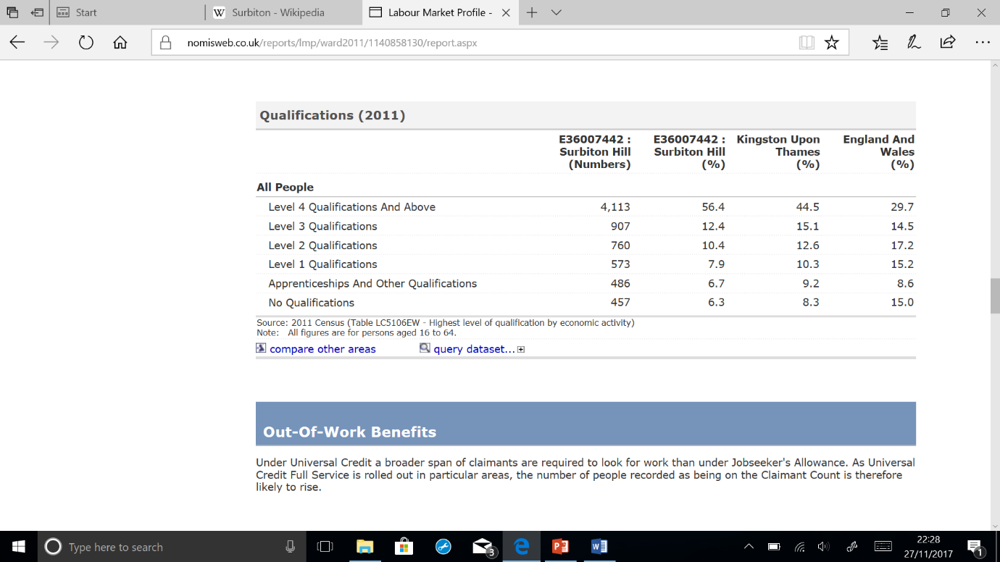 Start
W Surbiton - Wikipedia
Labour Market Profile -
nomisweb.co.uk/reports/lmp/ward2011/1140858130/report.aspx
Qualifications (2011)
E36007442 : Surbiton Hill (Numbers)
E36007442 : Surbiton Hill (%)
Kingston Upon Thames (%)
England And Wales (%)
All People
Level 4 Qualifications And Above 4,113 56.4 44.5 29.7
Level 3 Qualifications 907 12.4 15.1 14.5
Level 2 Qualifications 760 10.4 12.6 17.2
Level 1 Qualifications 573 7.9 10.3 15.2
Apprenticeships And Other Qualifications 486 6.7 9.2 8.6
No Qualifications 457 6.3 8.3 15.0
Source: 2011 Census (Table LC5106EW - Highest level of qualification by economic activity)
Note: All figures are for persons aged 16 to 64.
compare other areas query dataset...
Out-Of-Work Benefits
Under Universal Credit a broader span of claimants are required to look for work than under Jobseeker's Allowance. As Universal
Credit Full Service is rolled out in particular areas, the number of people recorded as being on the Claimant Count is therefore
likely to rise.
Type here to search
3
22:28
27/11/2017
1